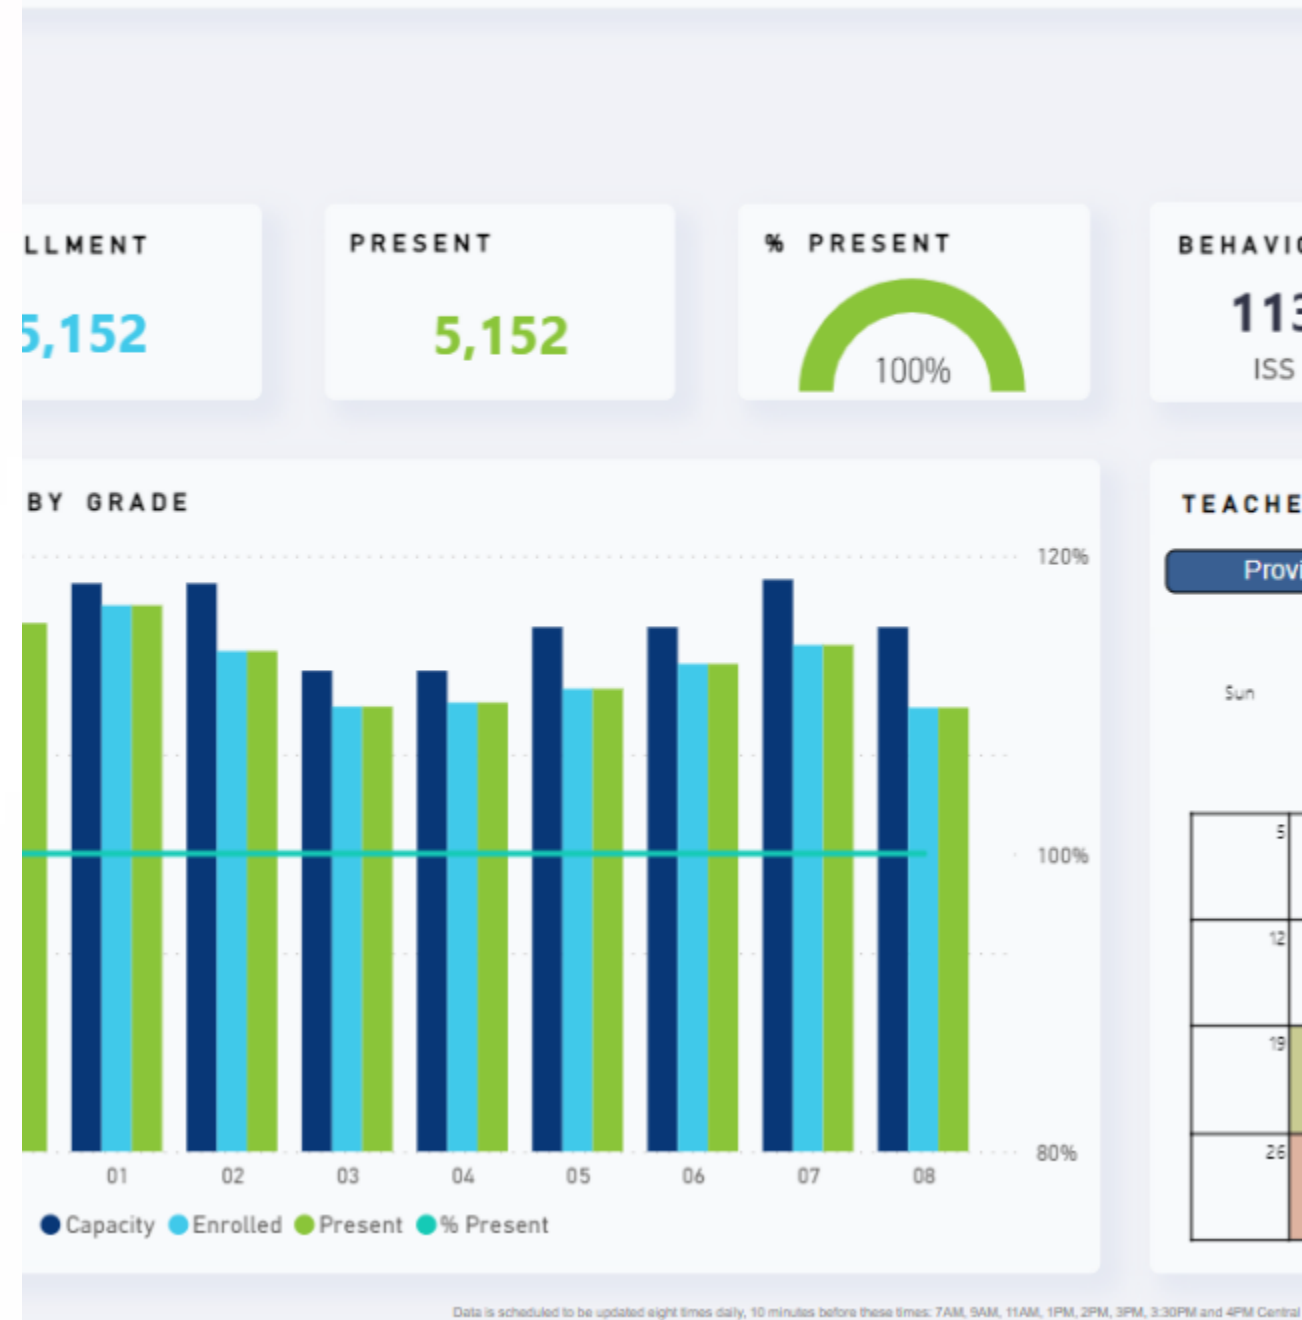 LLMENT
5,152
PRESENT
5,152
% PRESENT
100%
BEHAVIO
113
ISS
BY GRADE
120%
100%
80%
01 02 03 04 05 06 07 08
Capacity Enrolled Present % Present
TEACHE
Provi
Sun
5
12
19
26
Data is scheduled to be updated eight times daily, 10 minutes before these times: 7AM, 9AM, 11AM, 1PM, 2PM, 3PM, 3:30PM and 4PM Central